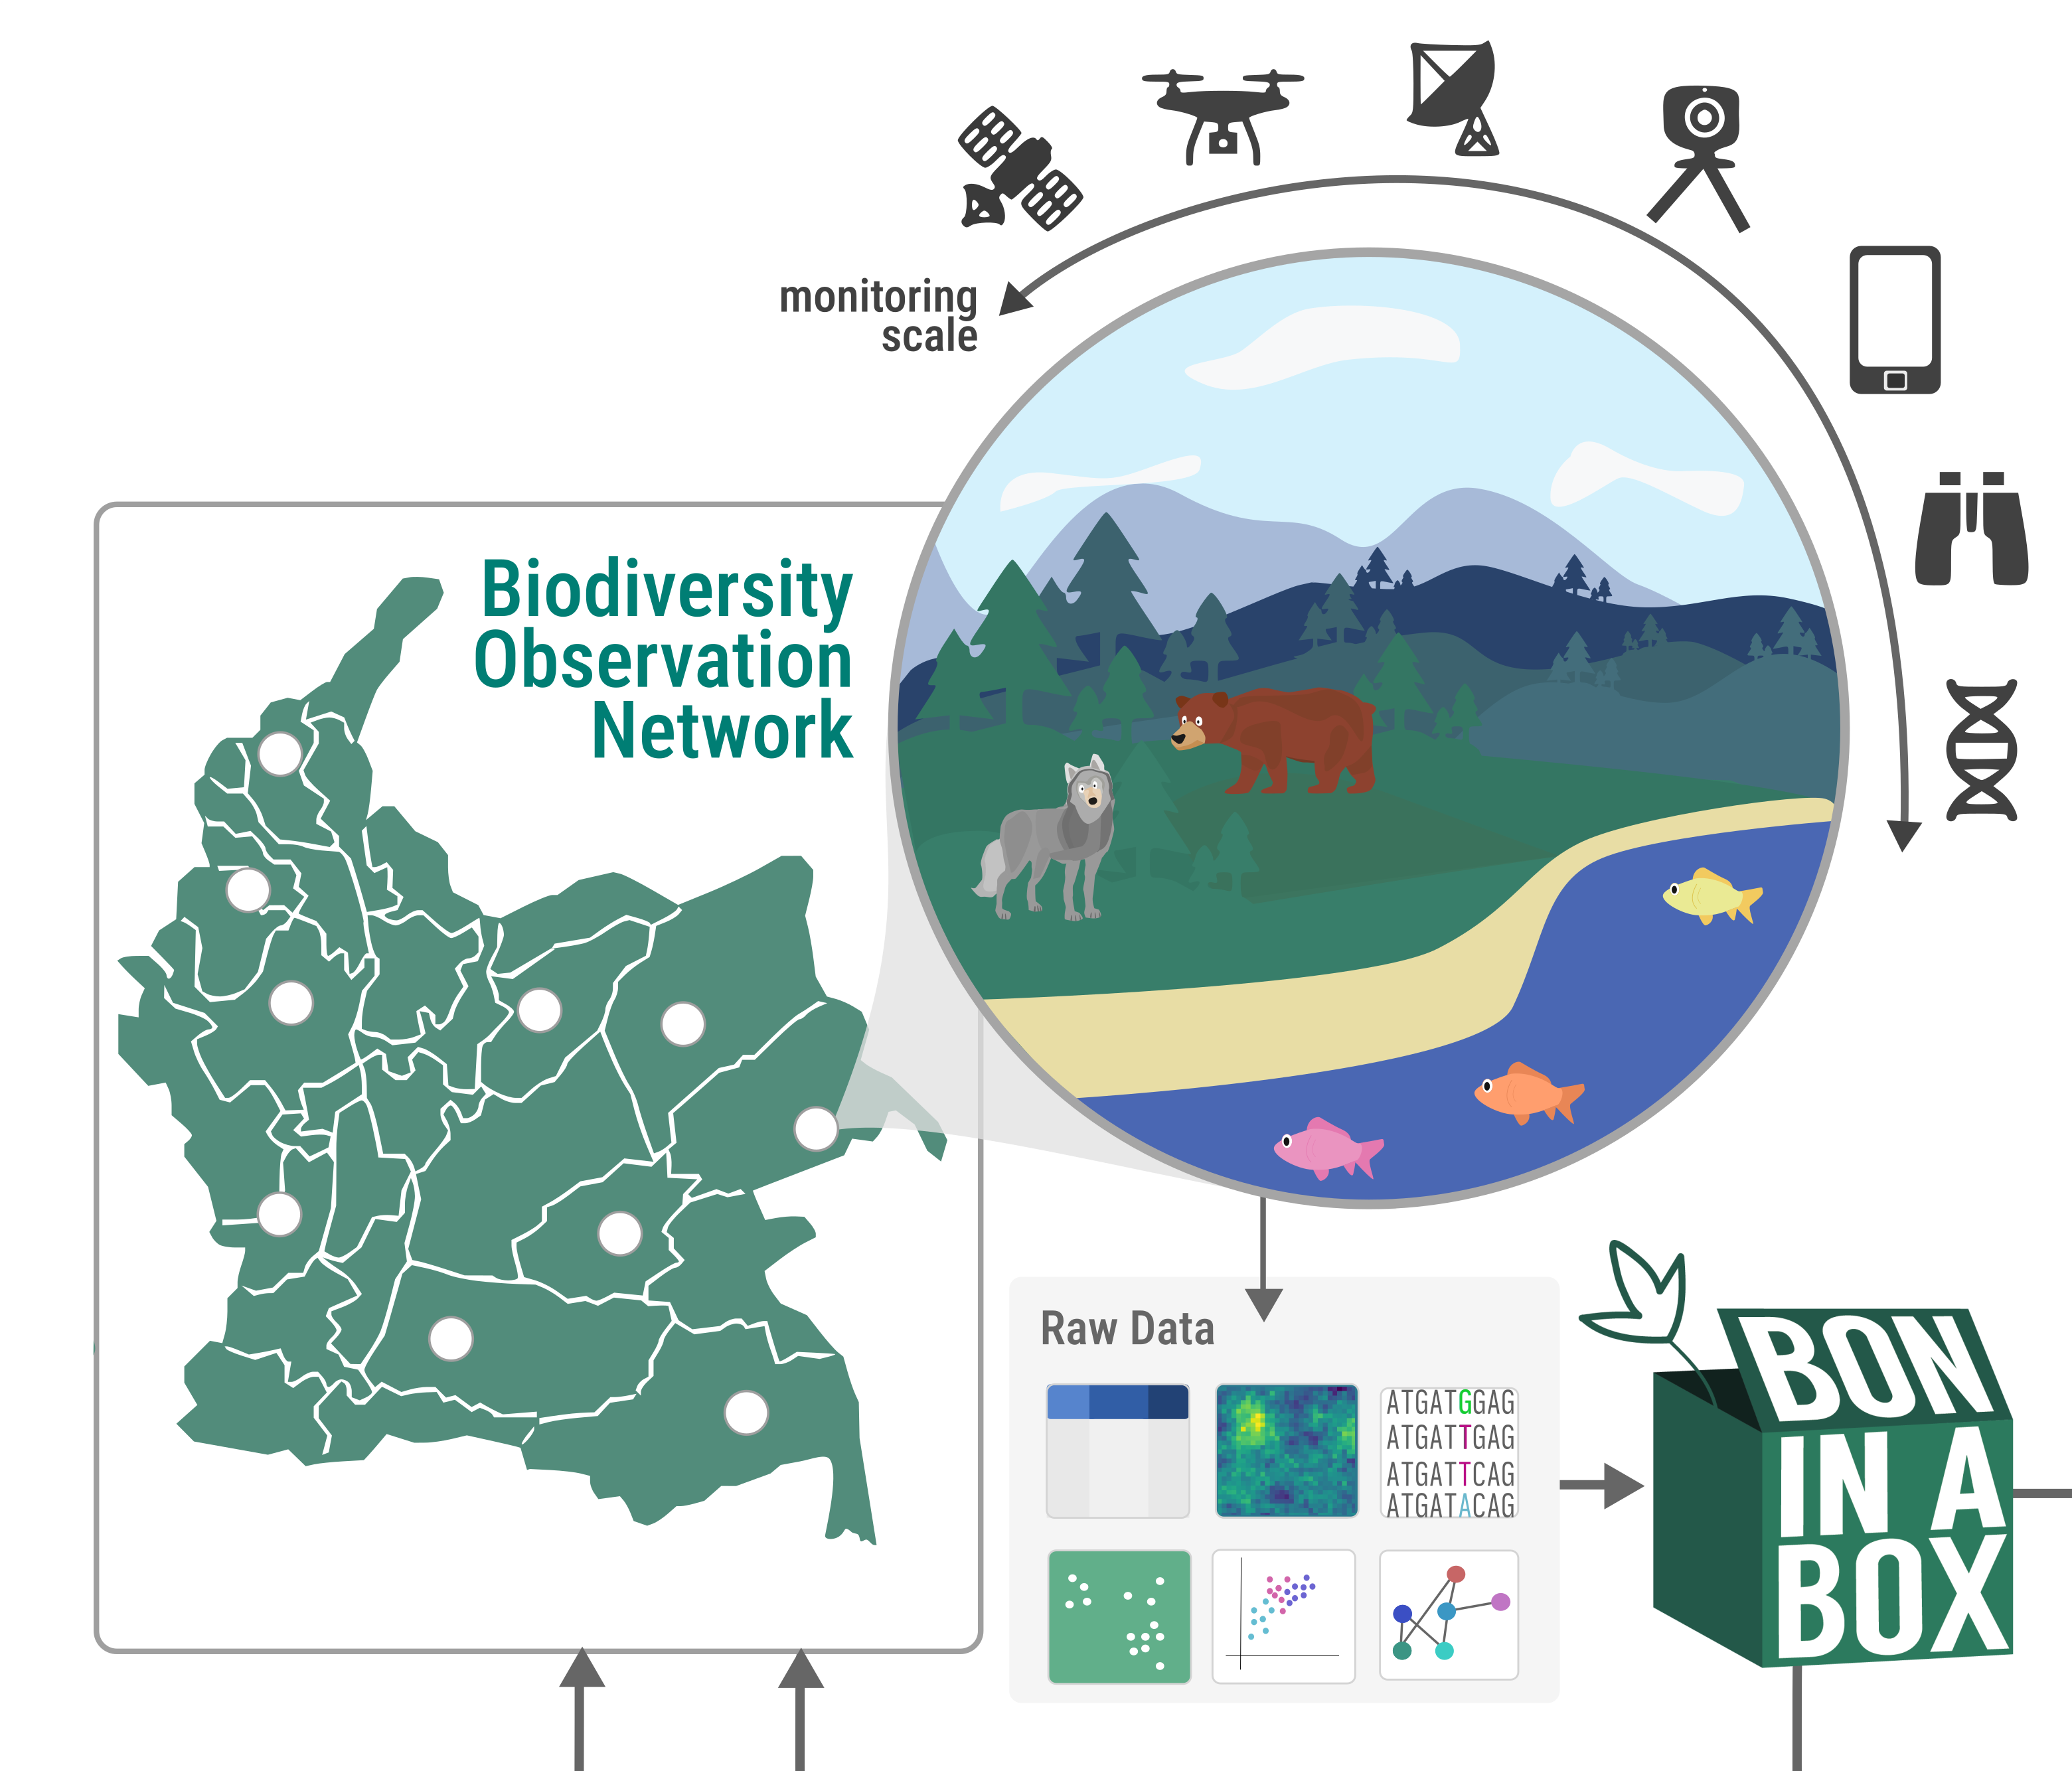 monitoring
scale
Biodiversity
Observation
Network
Raw Data
ATGATGGAG
ATGATTGAG
ATGATTCAG
ATGATACAG
BON
IN A
BOX